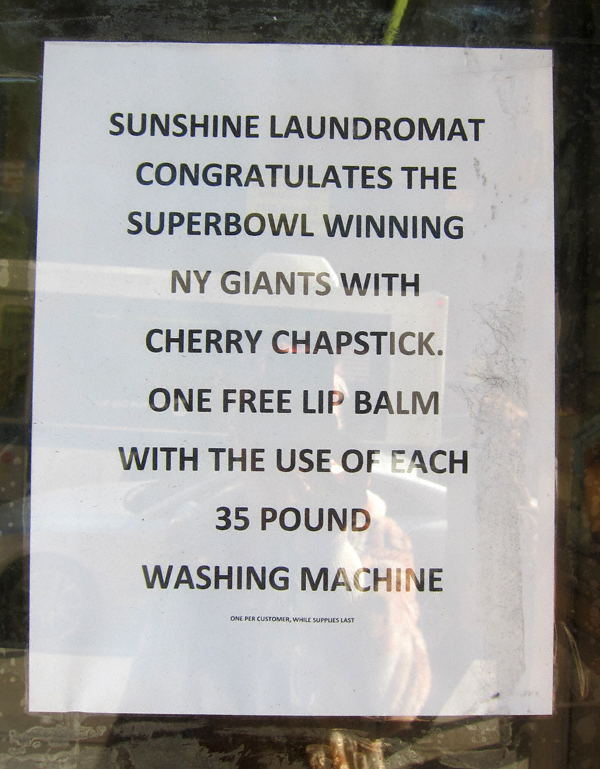 SUNSHINE LAUNDROMAT
CONGRATULATES THE
SUPERBOWL WINNING
NY GIANTS WITH
CHERRY CHAPSTICK.
ONE FREE LIP BALM
WITH THE USE OF EACH
35 POUND
WASHING MACHINE
ONE PER CUSTOMER, WHILE SUPPLIES LAST